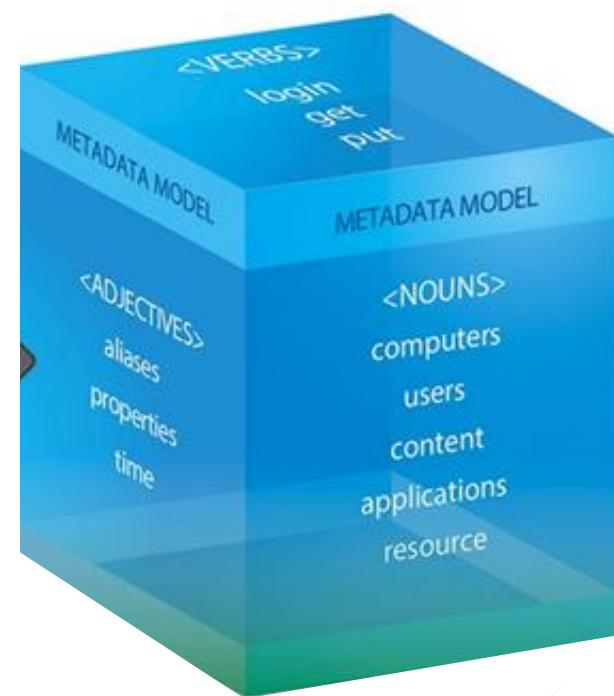 <VERBS>
login
get
put
METADATA MODEL
<ADJECTIVES>
aliases
properties
time
METADATA MODEL
<NOUNS>
computers
users
content
applications
resource